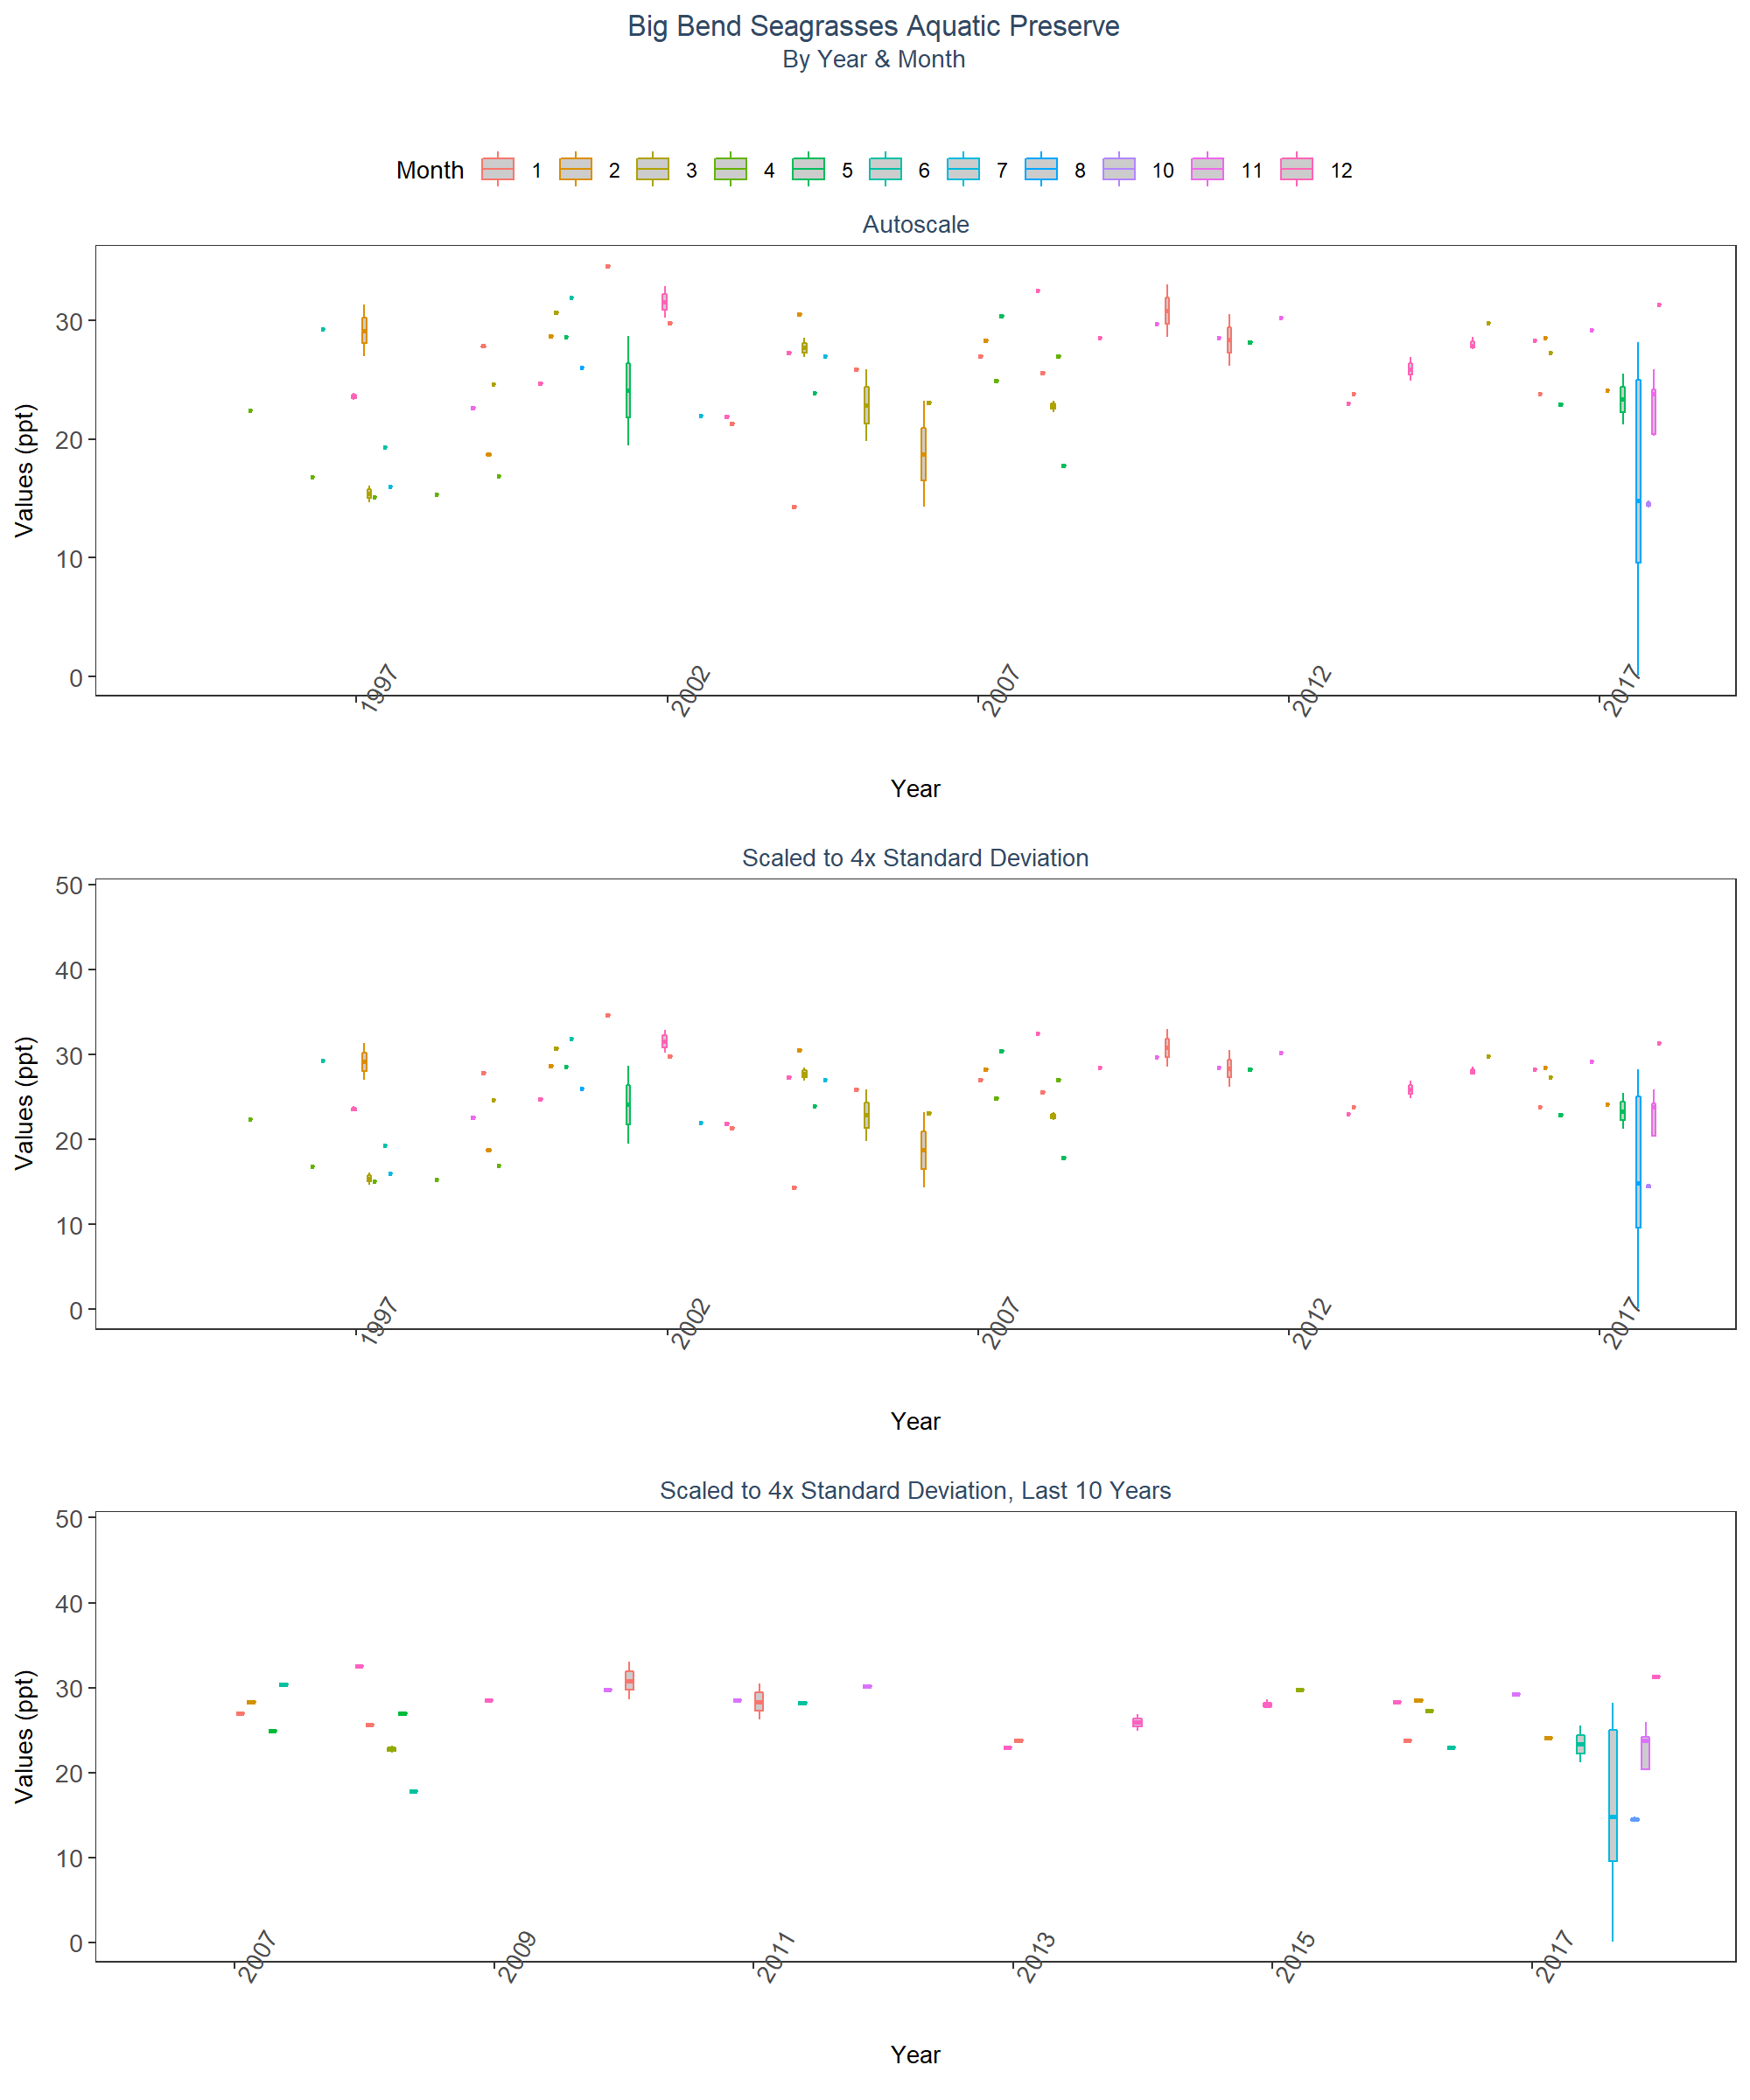 Big Bend Seagrasses Aquatic Preserve
By Year & Month
Month 1 2 3 4 5 6 7 8 10 11 12
Autoscale
Values (ppt)
30
20
10
0
1997 2002 2007 2012 2017
Year
Scaled to 4x Standard Deviation
Values (ppt)
50
40
30
20
10
0
1997 2002 2007 2012 2017
Year
Scaled to 4x Standard Deviation, Last 10 Years
Values (ppt)
50
40
30
20
10
0
2007 2009 2011 2013 2015 2017
Year